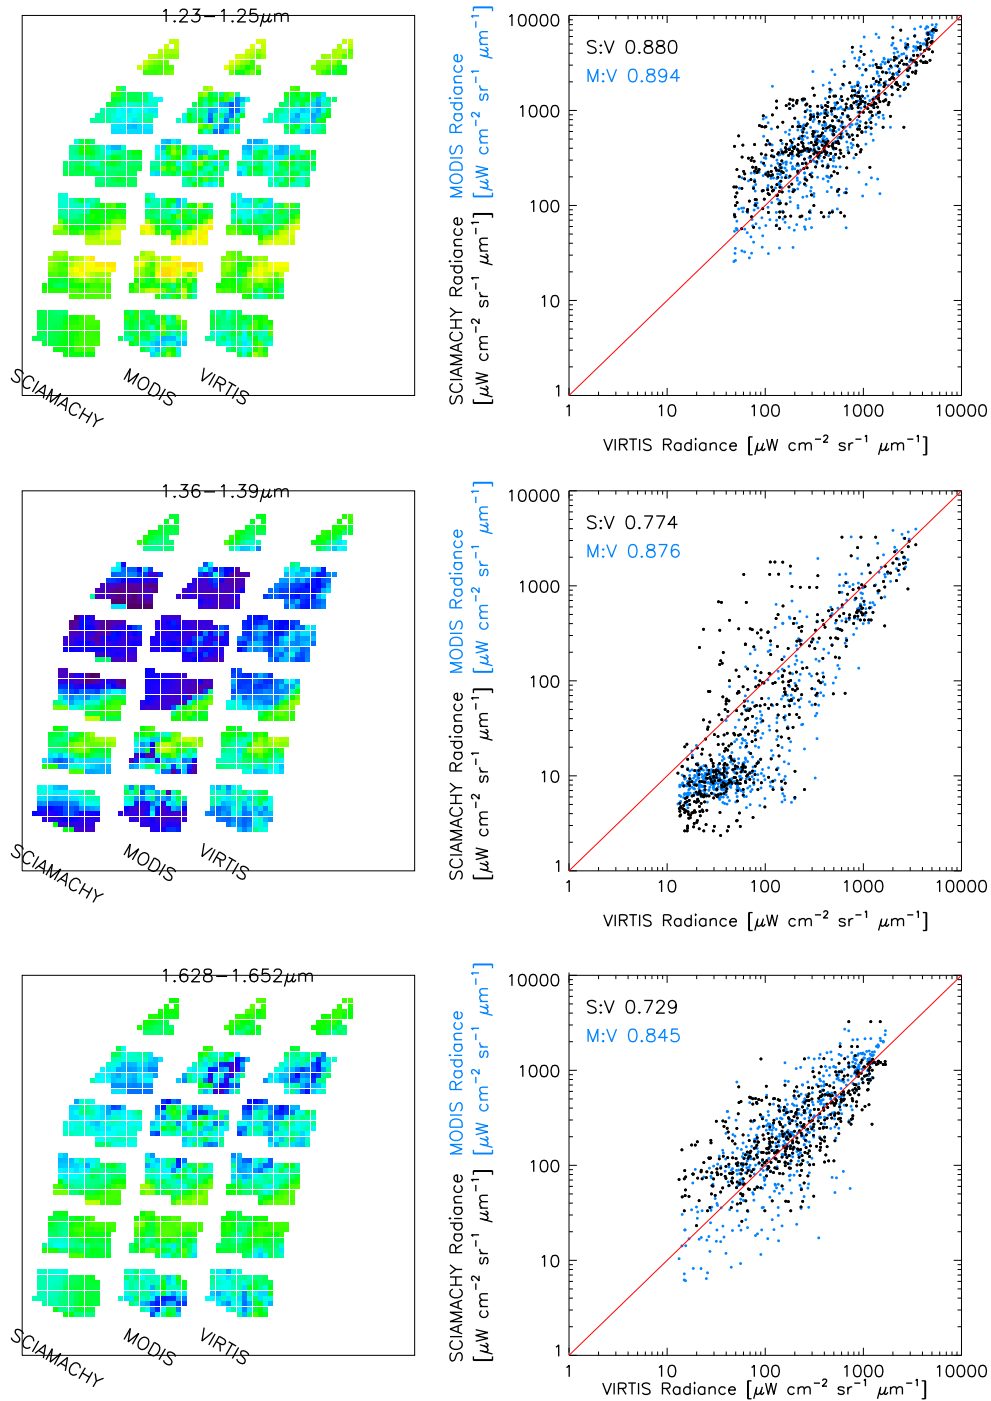 1.23−1.25μm
SCIAMACHY
MODIS
VIRTIS
MODIS Radiance
[μW cm−2 sr−1 μm−1]
SCIAMACHY Radiance
[μW cm−2 sr−1 μm−1]
10000
1000
100
10
1
S:V 0.880
M:V 0.894
1 10 100 1000 10000
VIRTIS Radiance [μW cm−2 sr−1 μm−1]
1.36−1.39μm
SCIAMACHY
MODIS
VIRTIS
MODIS Radiance
[μW cm−2 sr−1 μm−1]
SCIAMACHY Radiance
[μW cm−2 sr−1 μm−1]
10000
1000
100
10
1
S:V 0.774
M:V 0.876
1 10 100 1000 10000
VIRTIS Radiance [μW cm−2 sr−1 μm−1]
1.628−1.652μm
SCIAMACHY
MODIS
VIRTIS
MODIS Radiance
[μW cm−2 sr−1 μm−1]
SCIAMACHY Radiance
[μW cm−2 sr−1 μm−1]
10000
1000
100
10
1
S:V 0.729
M:V 0.845
1 10 100 1000 10000
VIRTIS Radiance [μW cm−2 sr−1 μm−1]